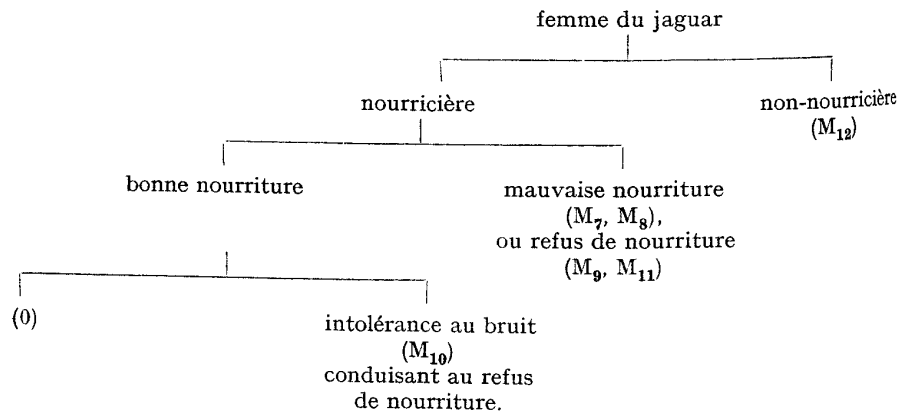 femme du jaguar
nourricière
non-nourricière
(M₁₂)
bonne nourriture
mauvaise nourriture
(M₇, M₈),
ou refus de nourriture
(M₉, M₁₁)
(0)
intolérance au bruit
(M₁₀)
conduisant au refus
de nourriture.